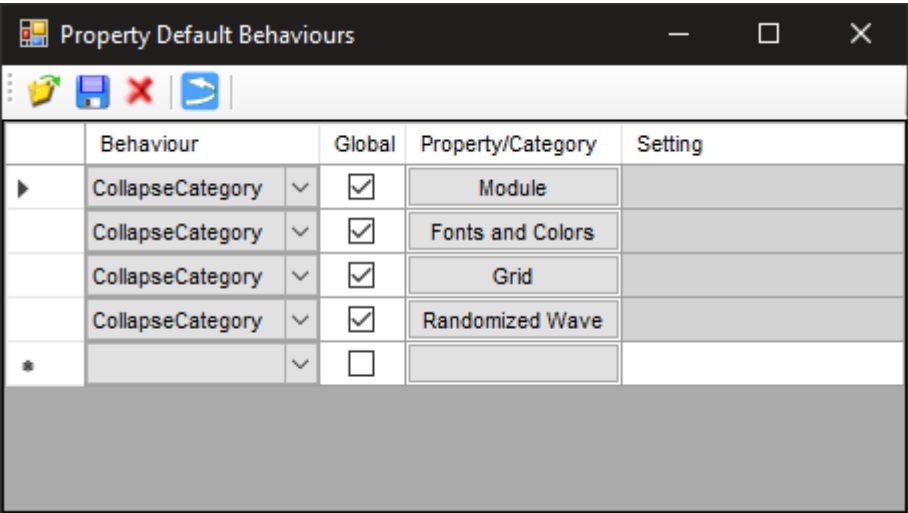 Property Default Behaviours
Behaviour Global Property/Category Setting
CollapseCategory Module
CollapseCategory Fonts and Colors
CollapseCategory Grid
CollapseCategory Randomized Wave